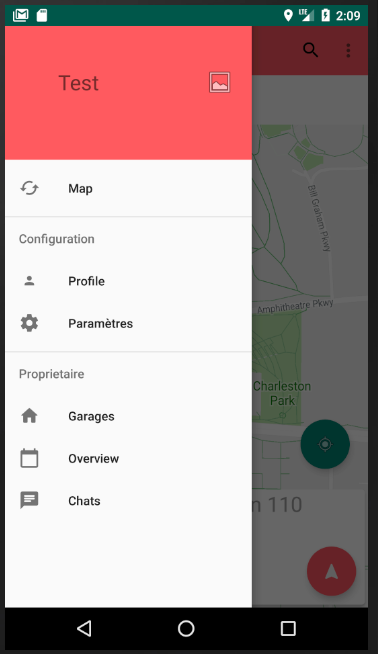 LTE 2:09
Test
Map
Configuration
Profile
Paramètres
Proprietaire
Garages
Overview
Chats
Bill Graham Pkwy
Amphitheatre Pkwy
Charleston
Park
110